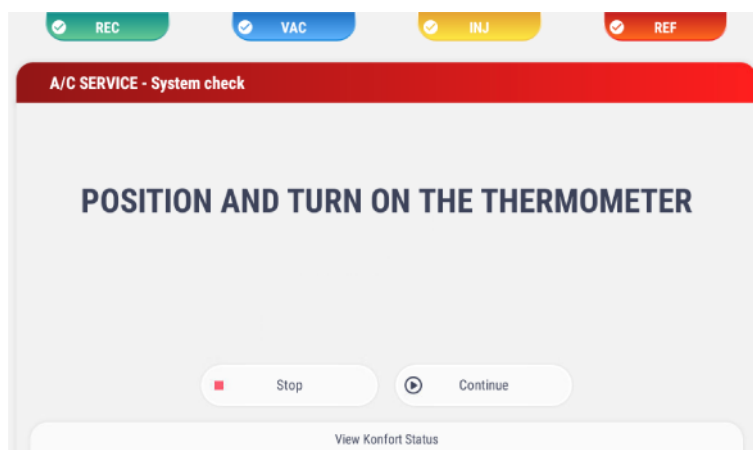 REC
VAC
INJ
REF
A/C SERVICE - System check
POSITION AND TURN ON THE THERMOMETER
Stop
Continue
View Konfort Status